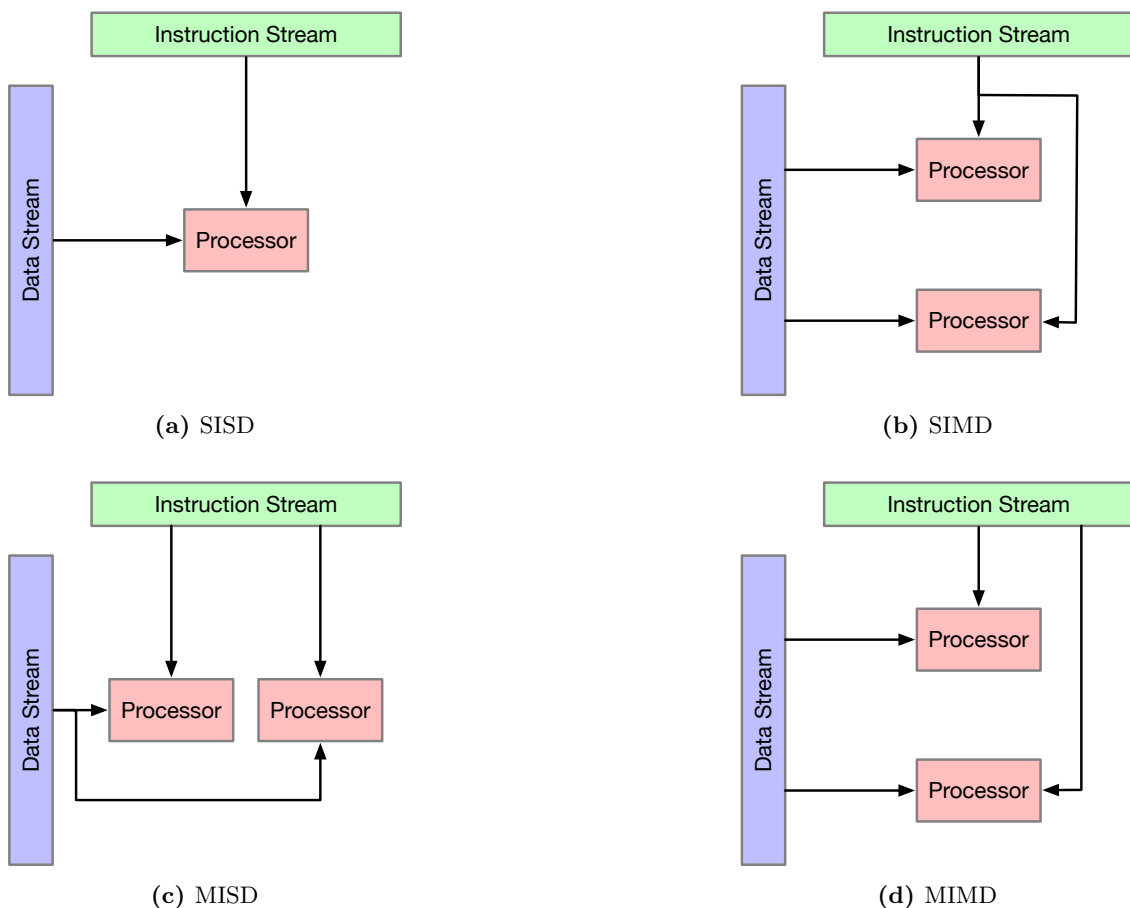 Instruction Stream
Data Stream
Processor
(a) SISD
Instruction Stream
Data Stream
Processor
Processor
(b) SIMD
Instruction Stream
Data Stream
Processor
Processor
(c) MISD
Instruction Stream
Data Stream
Processor
Processor
(d) MIMD